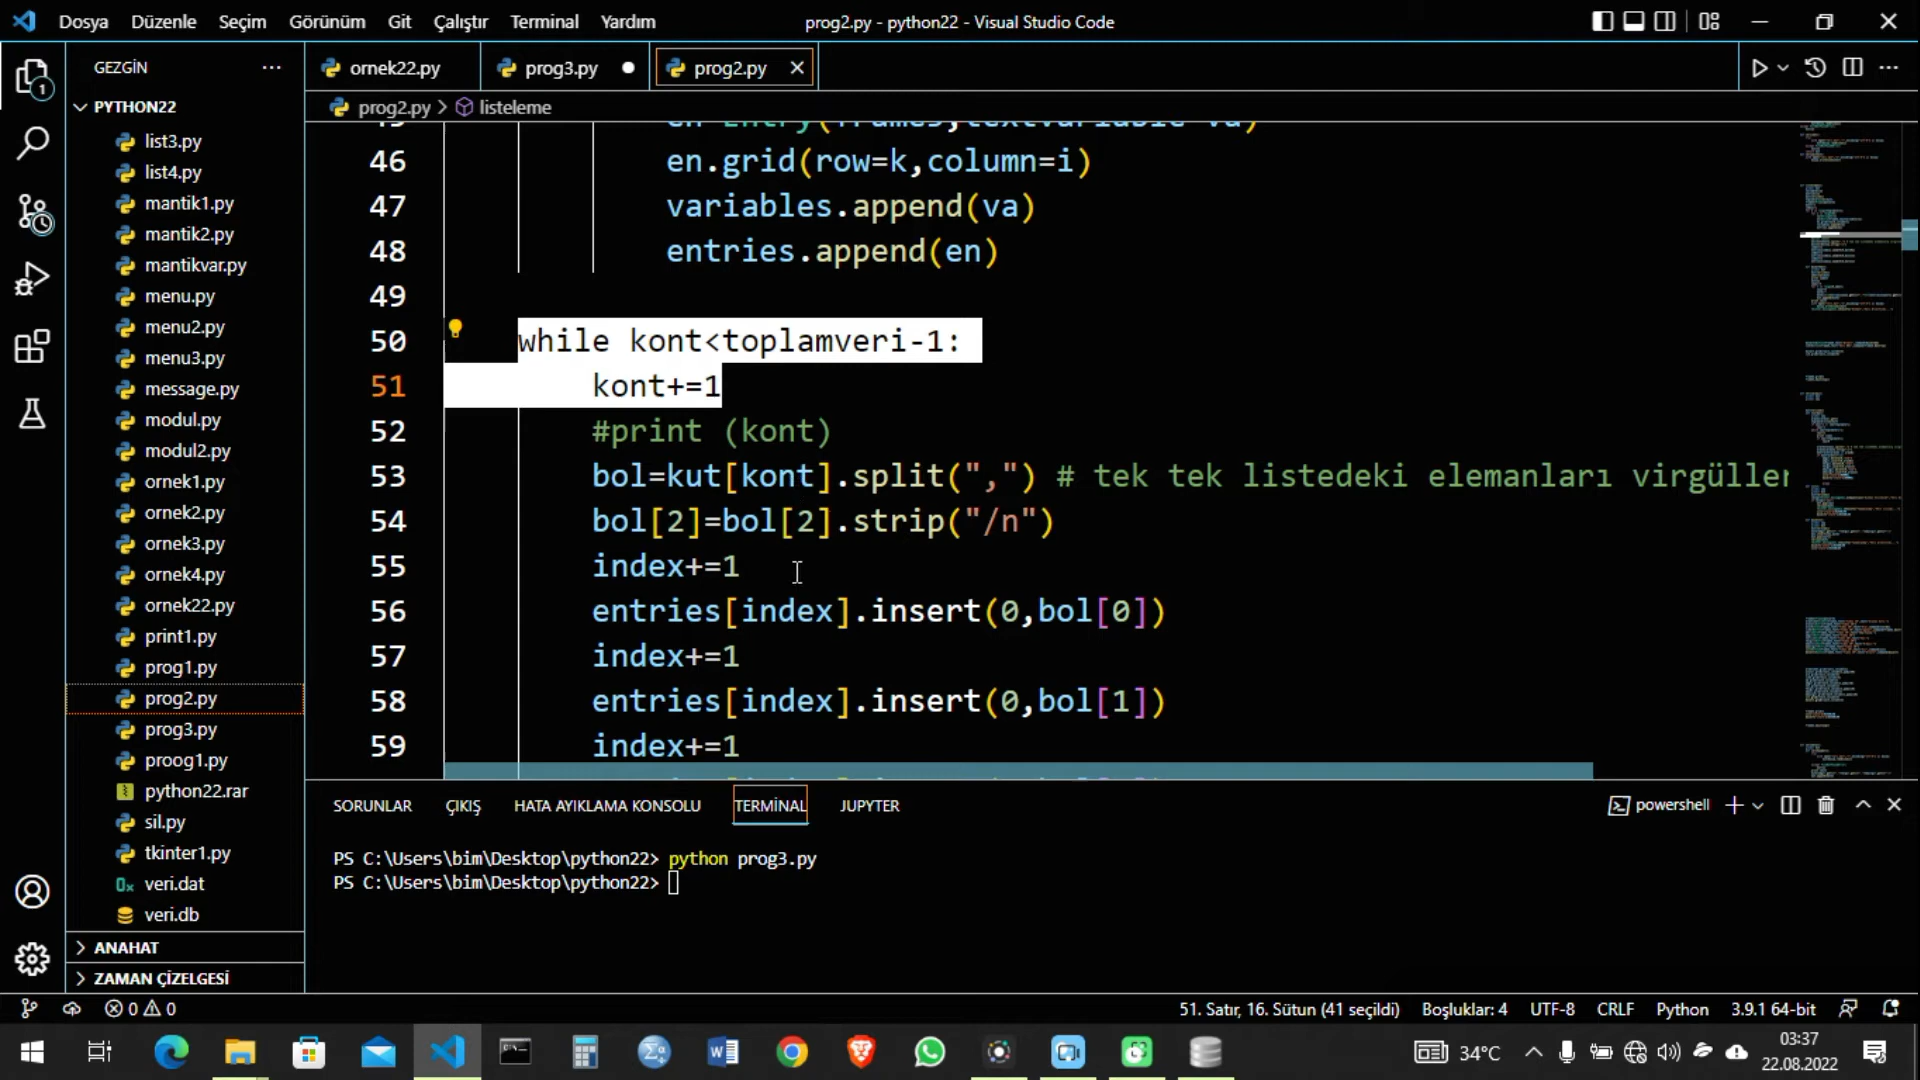 Dosya Düzenle Seçim Görünüm Git Çalıştır Terminal Yardım
prog2.py - python22 - Visual Studio Code
GEZGİN
ornek22.py
prog3.py
prog2.py
prog2.py > listeleme
PYTHON22
list3.py
list4.py
mantik1.py
mantik2.py
mantikvar.py
menu.py
menu2.py
menu3.py
message.py
modul.py
modul2.py
ornek1.py
ornek2.py
ornek3.py
ornek4.py
ornek22.py
print1.py
prog1.py
prog2.py
prog3.py
proog1.py
python22.rar
sil.py
tkinter1.py
veri.dat
veri.db
ANAHAT
ZAMAN ÇİZELGESİ
46 en.grid(row=k,column=i)
47 variables.append(va)
48 entries.append(en)
49
50 while kont<toplamveri-1:
51 kont+=1
52 #print (kont)
53 bol=kut[kont].split(",") # tek tek listedeki elemanları
54 bol[2]=bol[2].strip("/n")
55 index+=1
56 entries[index].insert(0,bol[0])
57 index+=1
58 entries[index].insert(0,bol[1])
59 index+=1
SORUNLAR ÇIKIŞ HATA AYIKLAMA KONSOLU TERMİNAL JUPYTER
powershell
PS C:\Users\bim\Desktop\python22> python prog3.py
PS C:\Users\bim\Desktop\python22>
0 0
51. Satır, 16. Sütun (41 seçildi) Boşluklar: 4 UTF-8 CRLF Python 3.9.1 64-bit
34°C
03:37
22.08.2022